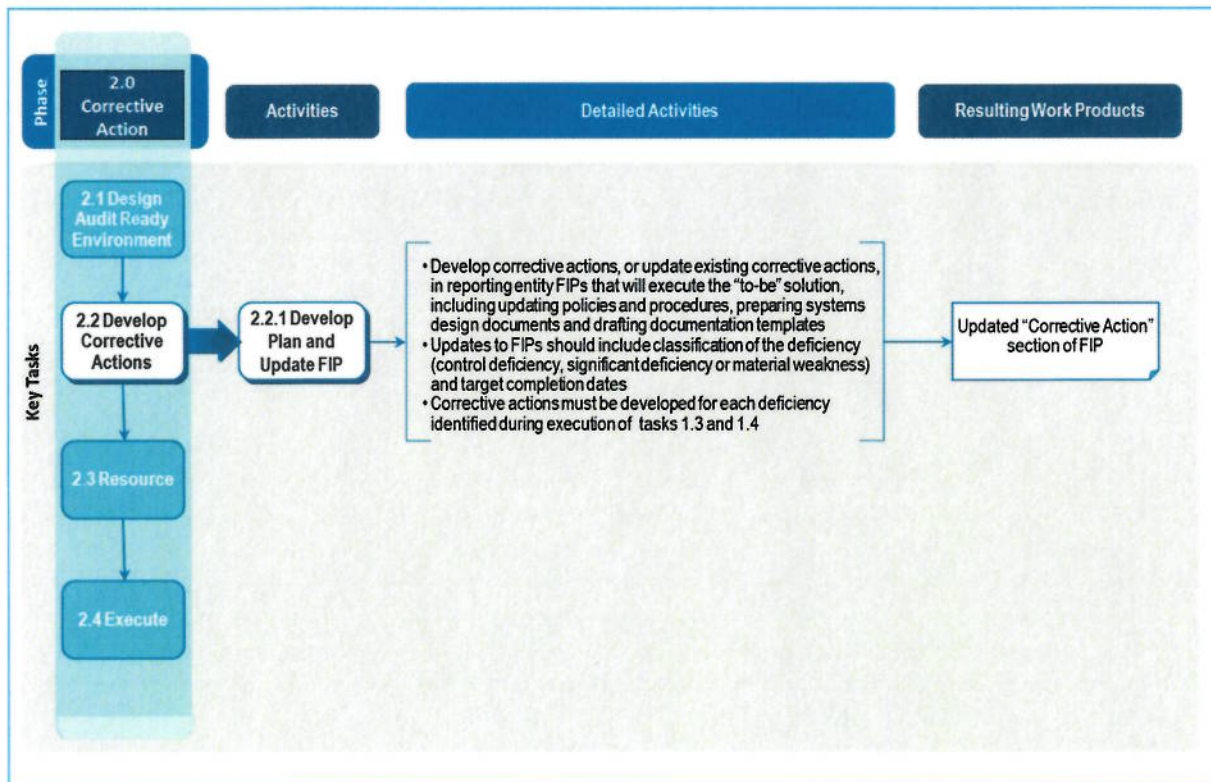 Phase
2.0
Corrective
Action
Activities
Detailed Activities
Resulting Work Products
Key Tasks
2.1 Design
Audit Ready
Environment
2.2 Develop
Corrective
Actions
2.3 Resource
2.4 Execute
2.2.1 Develop
Plan and
Update FIP
• Develop corrective actions, or update existing corrective actions,
in reporting entity FIPs that will execute the “to-be” solution,
including updating policies and procedures, preparing systems
design documents and drafting documentation templates
• Updates to FIPs should include classification of the deficiency
(control deficiency, significant deficiency or material weakness)
and target completion dates
• Corrective actions must be developed for each deficiency
identified during execution of tasks 1.3 and 1.4
Updated “Corrective Action”
section of FIP